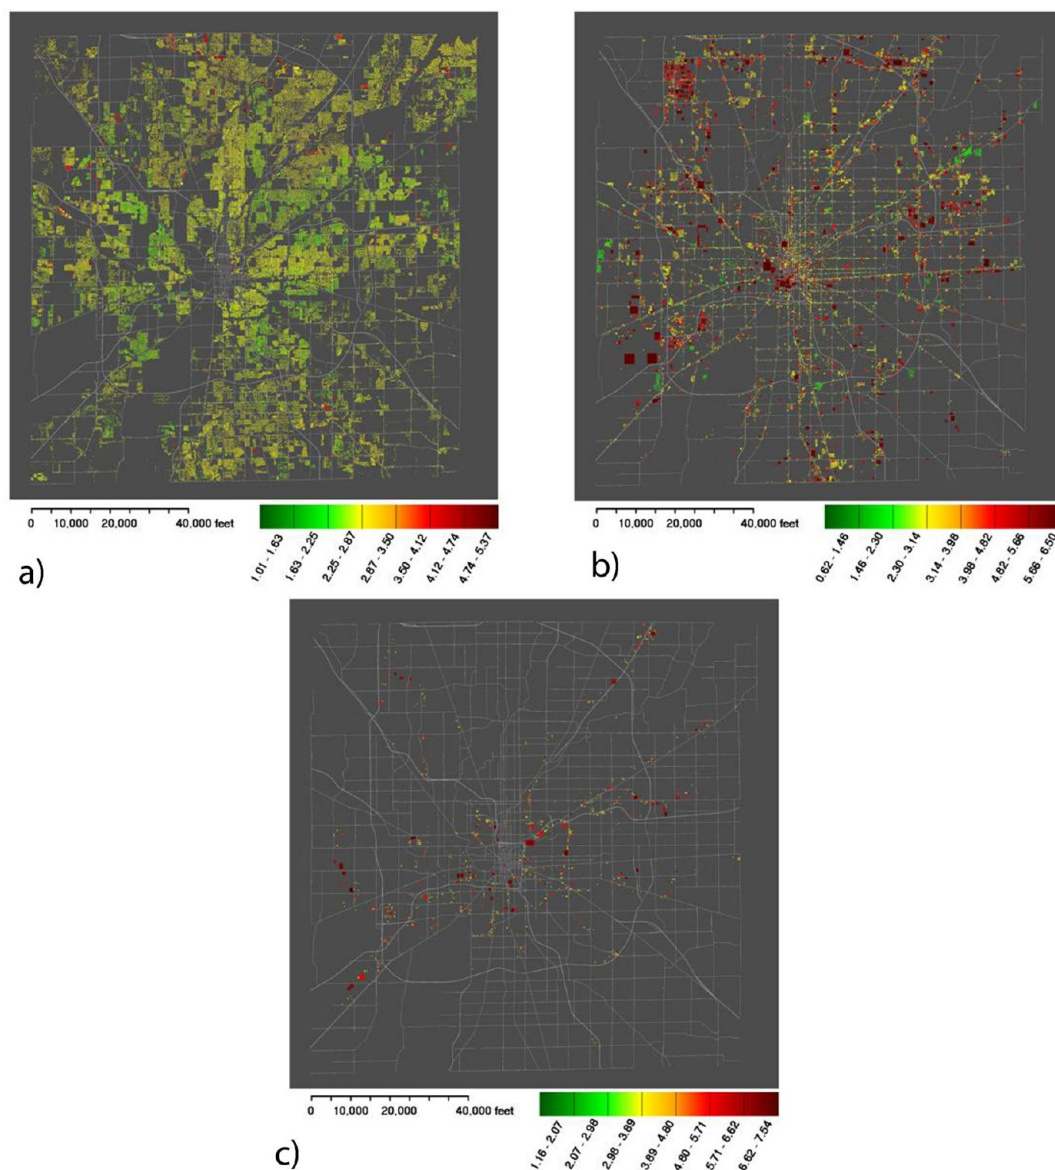 0 10,000 20,000 40,000 feet
1.01 - 1.63
1.63 - 2.25
2.25 - 2.87
2.87 - 3.50
3.50 - 4.12
4.12 - 4.74
4.74 - 5.37
a)
0 10,000 20,000 40,000 feet
0.62 - 1.46
1.46 - 2.30
2.30 - 3.14
3.14 - 3.98
3.98 - 4.82
4.82 - 5.66
5.66 - 6.50
b)
0 10,000 20,000 40,000 feet
1.16 - 2.07
2.07 - 2.98
2.98 - 3.89
3.89 - 4.80
4.80 - 5.71
5.71 - 6.62
6.62 - 7.54
c)